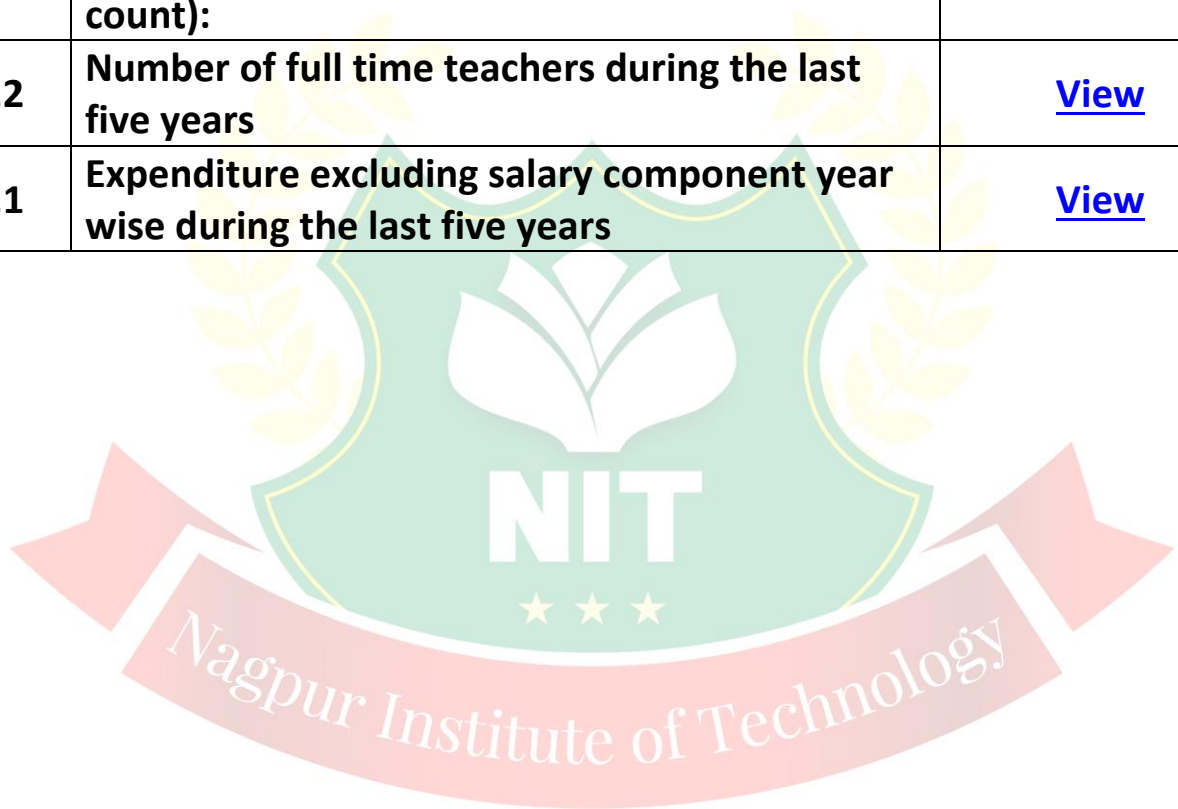 count):
.2
Number of full time teachers during the last
five years
View
.1
Expenditure excluding salary component year
wise during the last five years
View
NIT
Nagpur Institute of Technology